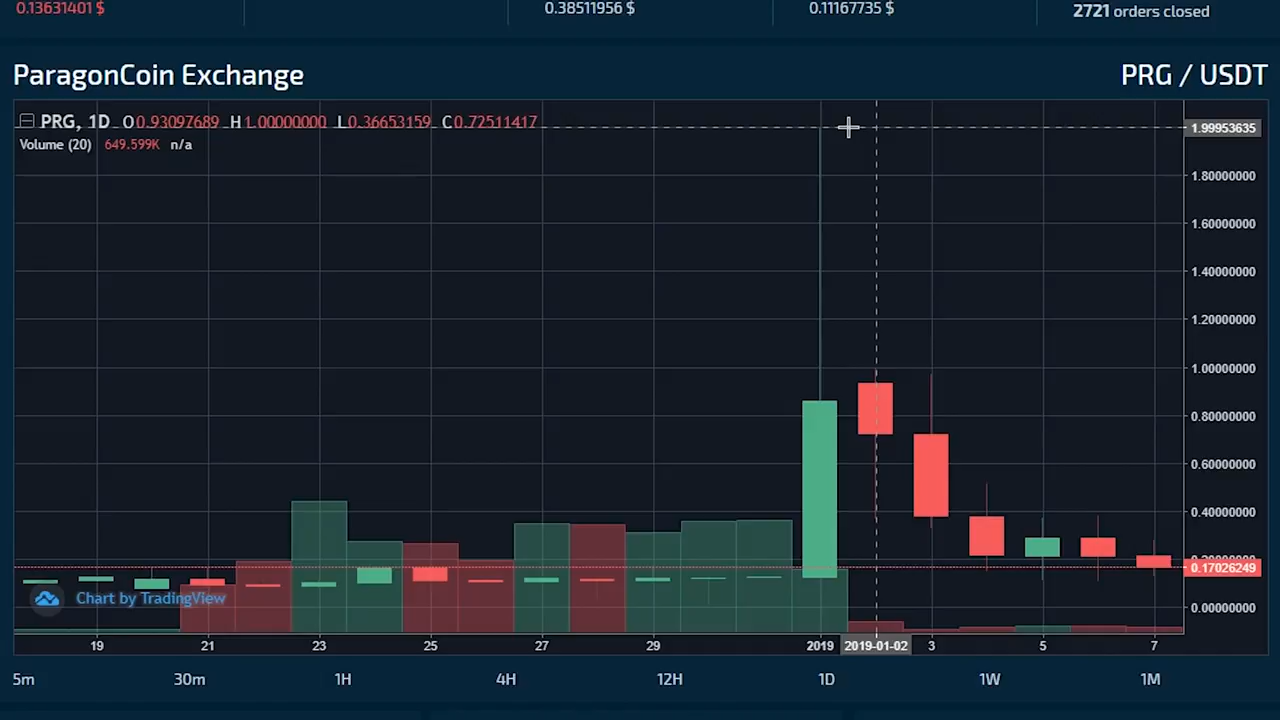 0.13631401 $ 0.38511956 $ 0.11167735 $ 2721 orders closed
ParagonCoin Exchange PRG / USDT
PRG, 1D O0.93097689 H1.00000000 L0.36653159 C0.72511417
1.99953635
Volume (20) 649.599K n/a
1.80000000
1.60000000
1.40000000
1.20000000
1.00000000
0.80000000
0.60000000
0.40000000
0.20000000
0.17026249
Chart by TradingView
0.00000000
19 21 23 25 27 29 2019 2019-01-02 3 5 7
5m 30m 1H 4H 12H 1D 1W 1M